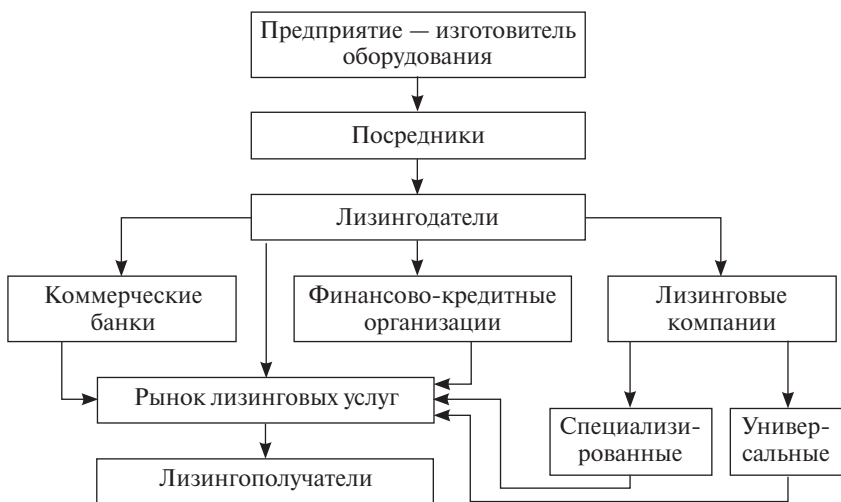 Предприятие — изготовитель
оборудования
Посредники
Лизингодатели
Коммерческие
банки
Финансово-кредитные
организации
Лизинговые
компании
Рынок лизинговых услуг
Специализи-
рованные
Универ-
сальные
Лизингополучатели